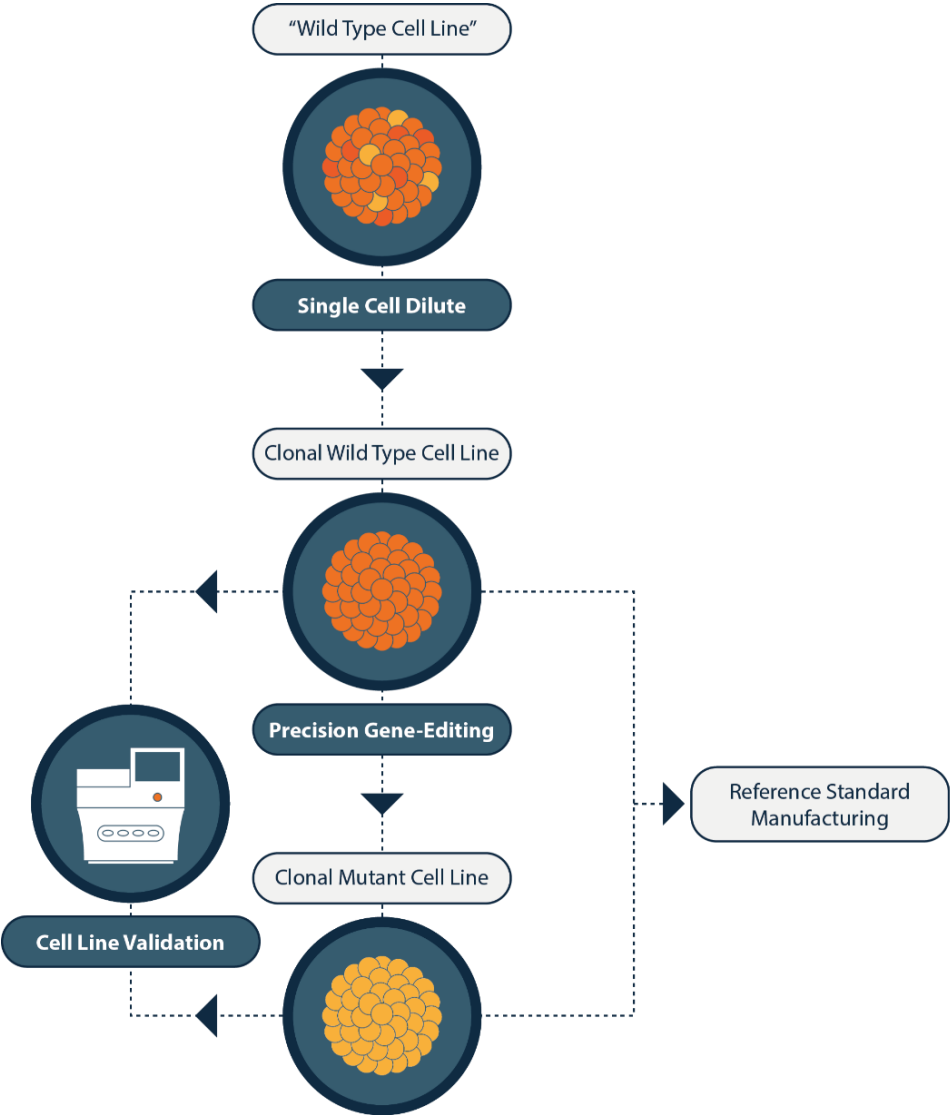 “Wild Type Cell Line”
Single Cell Dilute
Clonal Wild Type Cell Line
Precision Gene-Editing
Reference Standard
Manufacturing
Clonal Mutant Cell Line
Cell Line Validation